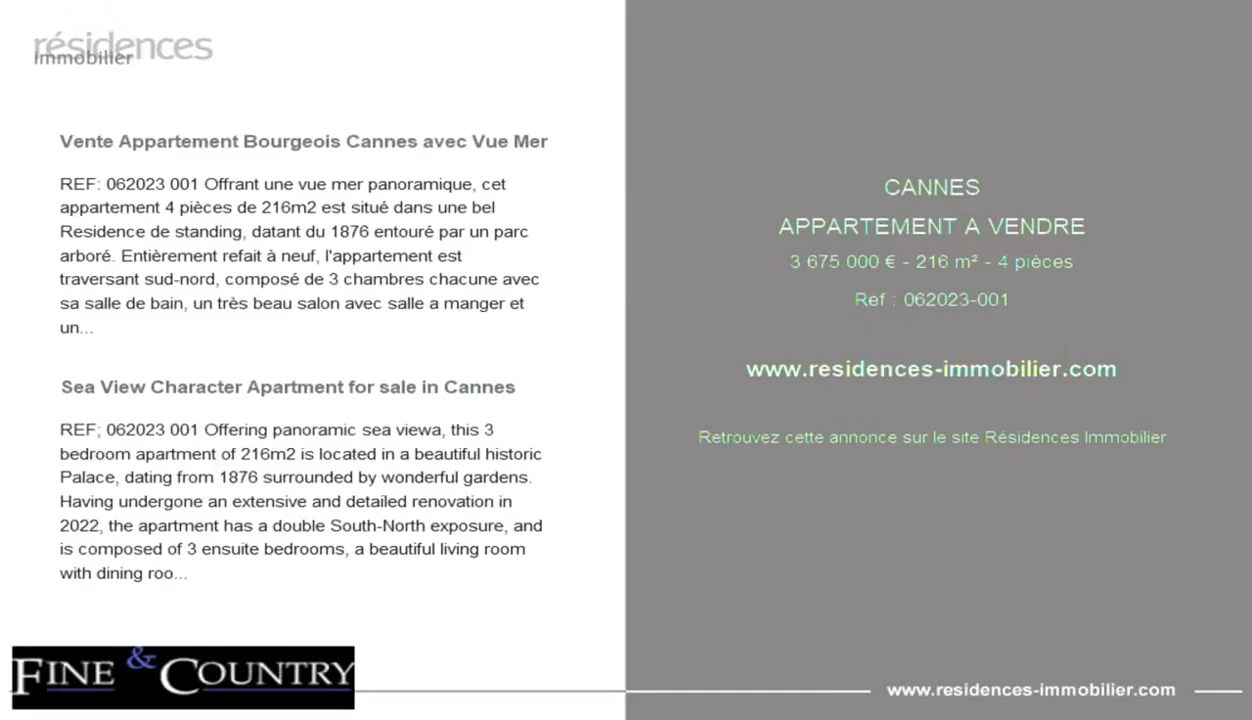 résidences
immobilier
Vente Appartement Bourgeois Cannes avec Vue Mer
REF: 062023 001 Offrant une vue mer panoramique, cet
appartement 4 pièces de 216m2 est situé dans une bel
Residence de standing, datant du 1876 entouré par un parc
arboré. Entièrement refait à neuf, l'appartement est
traversant sud-nord, composé de 3 chambres chacune avec
sa salle de bain, un très beau salon avec salle a manger et
un...
Sea View Character Apartment for sale in Cannes
REF; 062023 001 Offering panoramic sea viewa, this 3
bedroom apartment of 216m2 is located in a beautiful historic
Palace, dating from 1876 surrounded by wonderful gardens.
Having undergone an extensive and detailed renovation in
2022, the apartment has a double South-North exposure, and
is composed of 3 ensuite bedrooms, a beautiful living room
with dining roo...
FINE & COUNTRY
CANNES
APPARTEMENT A VENDRE
3 675 000 € - 216 m² - 4 pièces
Ref : 062023-001
www.residences-immobilier.com
Retrouvez cette annonce sur le site Résidences Immobilier
www.residences-immobilier.com